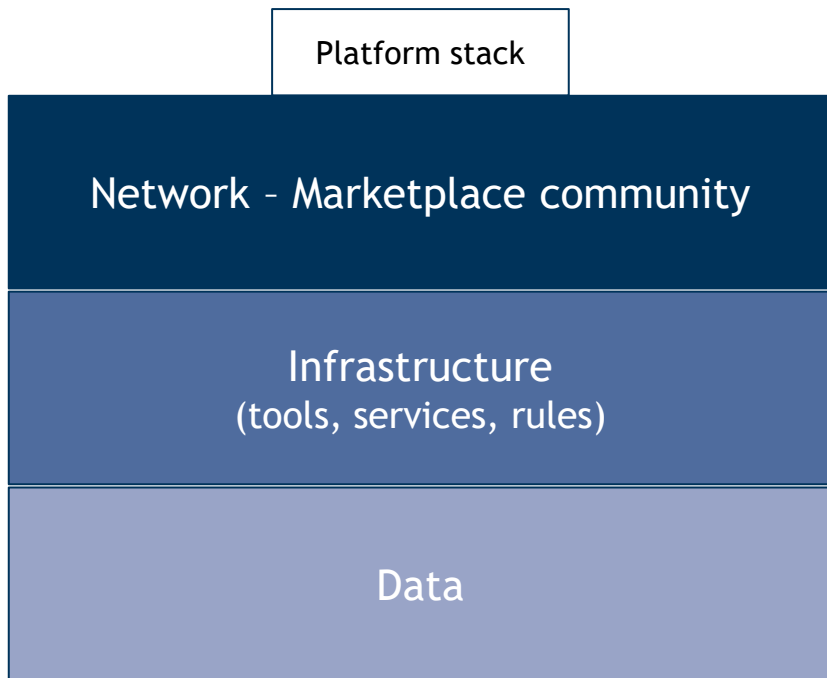 Platform stack
Network – Marketplace community
Infrastructure
(tools, services, rules)
Data